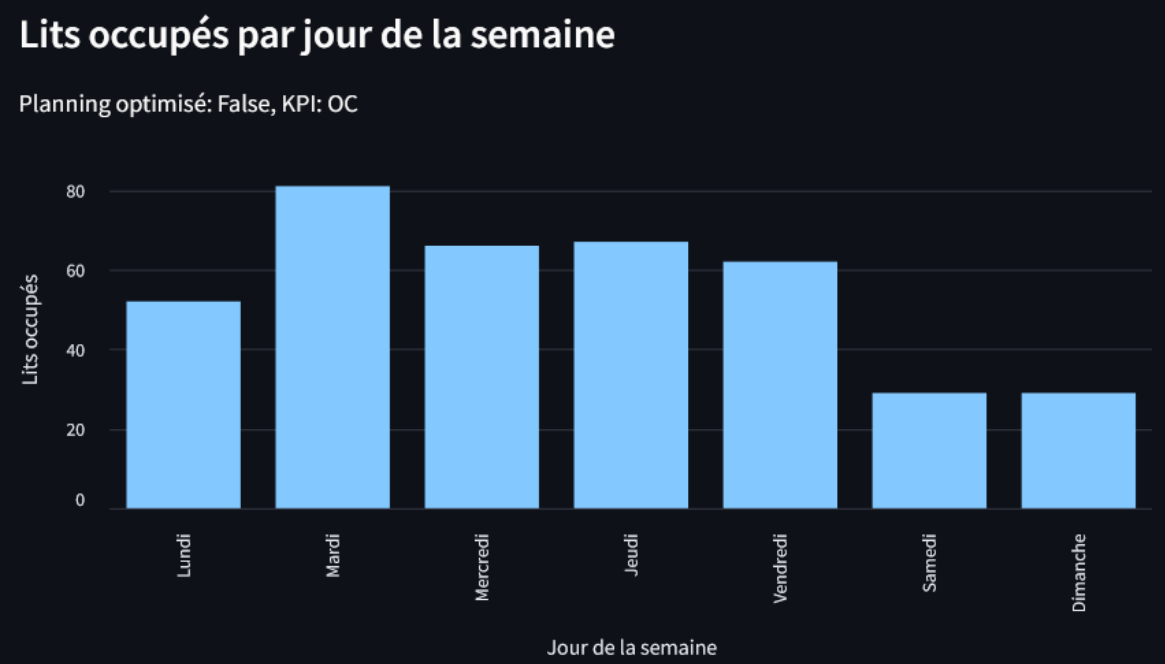 Lits occupés par jour de la semaine
Planning optimisé: False, KPI: OC
80
60
40
20
0
Lits occupés
Lundi
Mardi
Mercredi
Jeudi
Vendredi
Samedi
Dimanche
Jour de la semaine